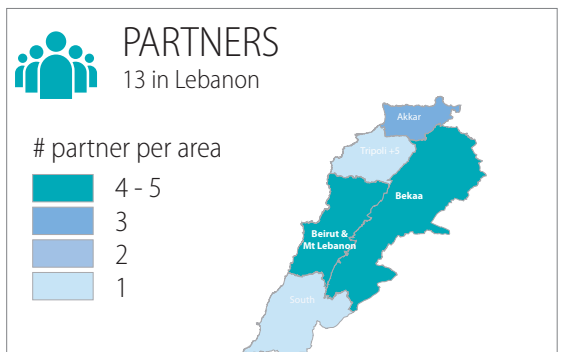 PARTNERS
13 in Lebanon
# partner per area
4 - 5
3
2
1
Akkar
Tripoli +5
Bekaa
Beirut &
Mt Lebanon
South